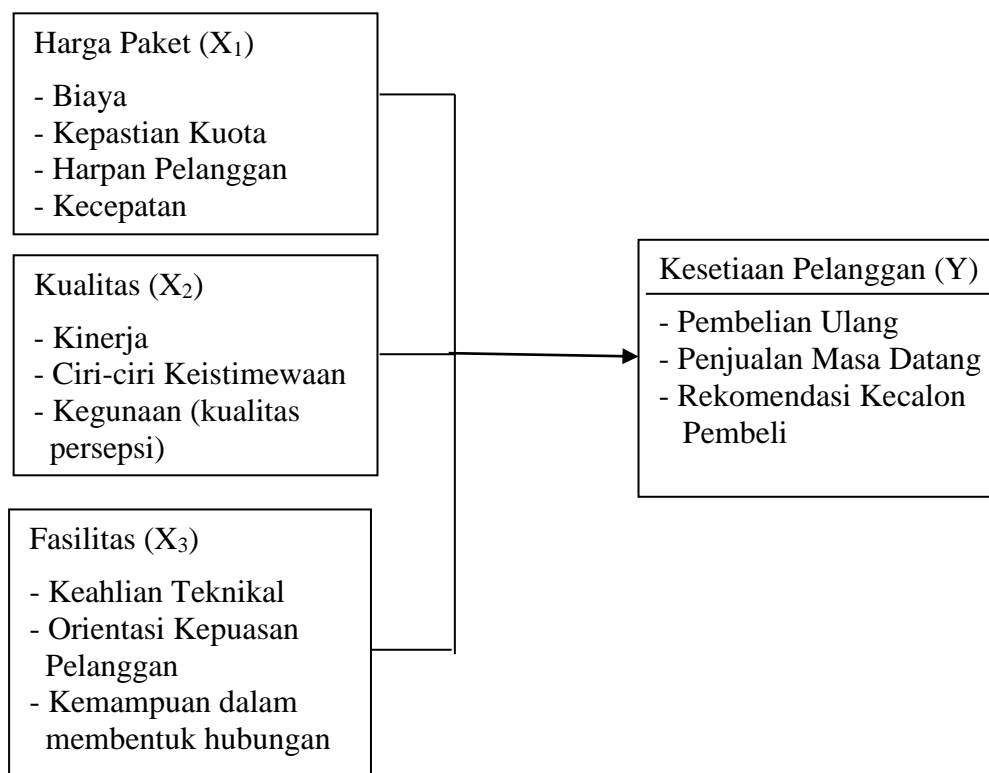 Harga Paket (X₁)
- Biaya
- Kepastian Kuota
- Harpan Pelanggan
- Kecepatan
Kualitas (X₂)
- Kinerja
- Ciri-ciri Keistimewaan
- Kegunaan (kualitas
persepsi)
Fasilitas (X₃)
- Keahlian Teknikal
- Orientasi Kepuasan
Pelanggan
- Kemampuan dalam
membentuk hubungan
Kesetiaan Pelanggan (Y)
- Pembelian Ulang
- Penjualan Masa Datang
- Rekomendasi Kecalon
Pembeli